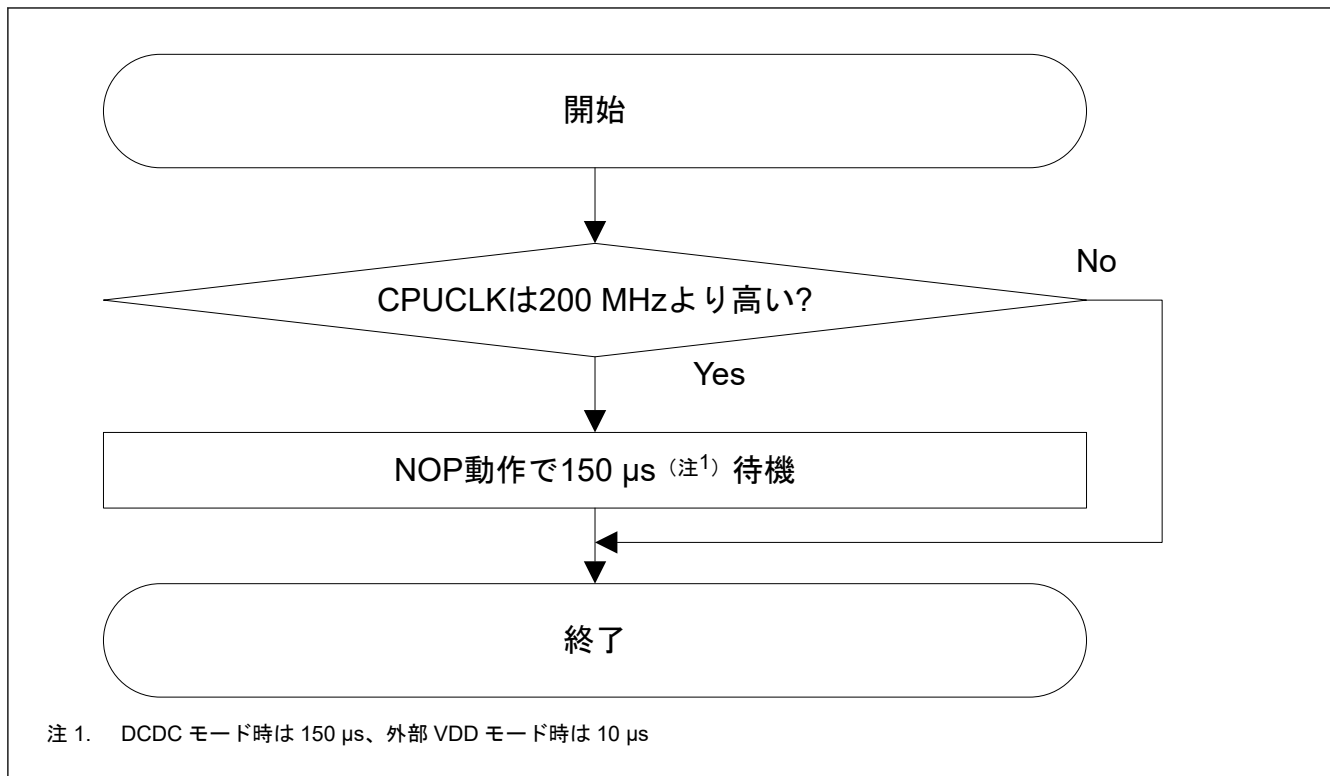 開始
CPUCLKは200 MHzより高い?
No
Yes
NOP動作で150 μs（注1）待機
終了
注 1. DCDC モード時は 150 μs、外部 VDD モード時は 10 μs